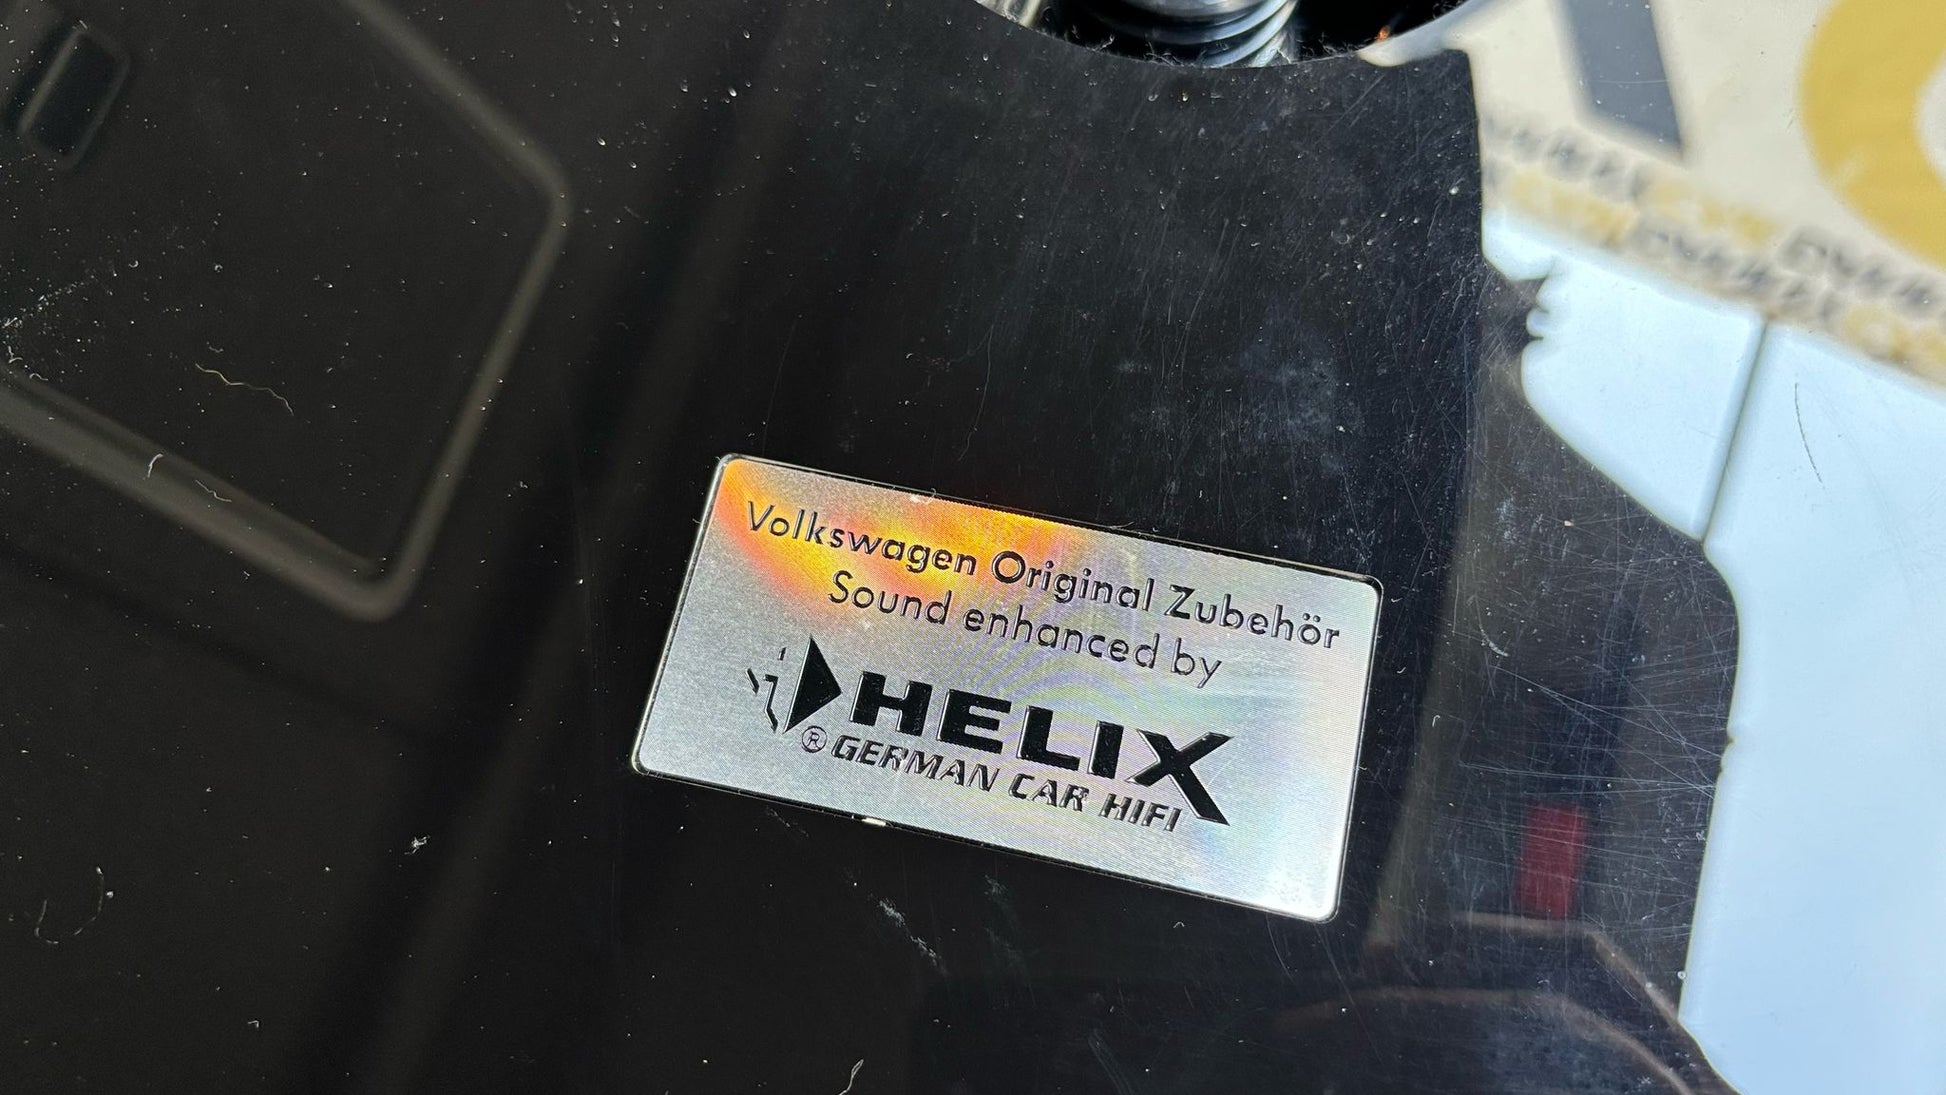 Volkswagen Original Zubehör
Sound enhanced by
HELIX
® GERMAN CAR HIFI